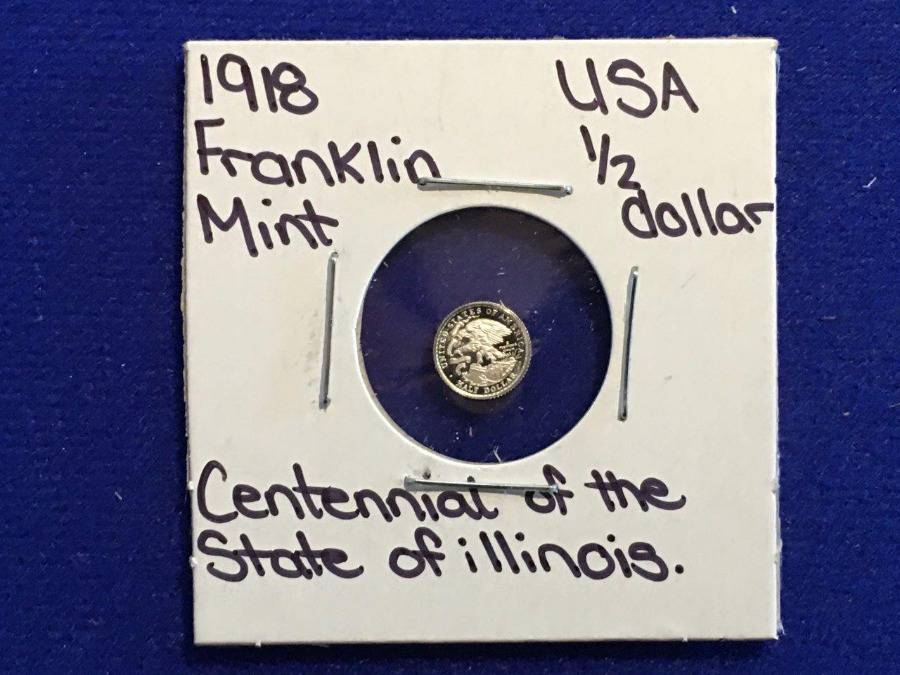 1918 USA
Franklin 1/2
Mint dollar
UNITED STATES OF AMERICA
HALF DOLLAR
Centennial of the
State of illinois.